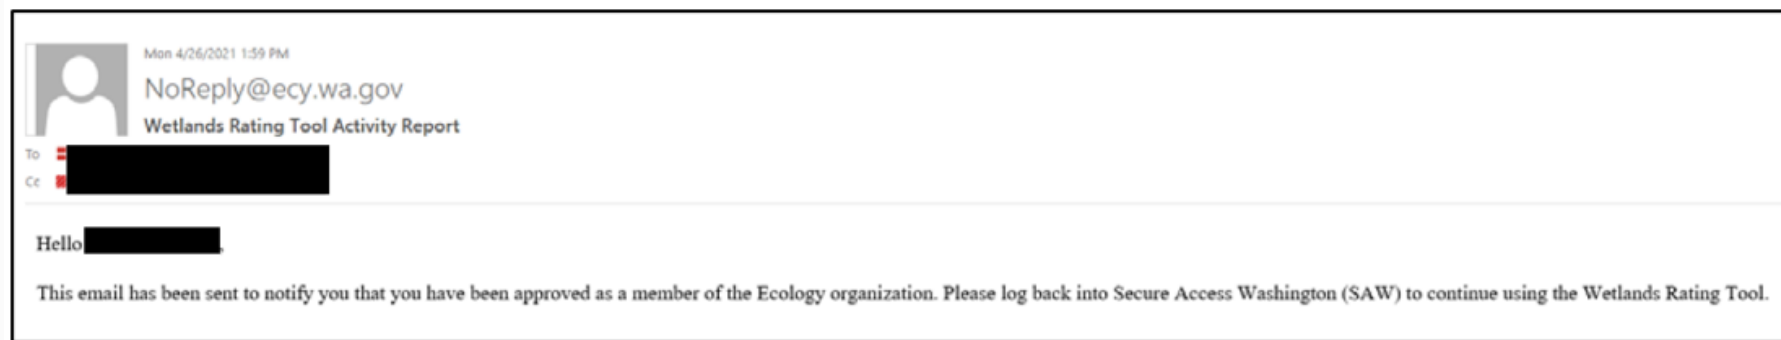 Mon 4/26/2021 1:59 PM
NoReply@ecy.wa.gov
Wetlands Rating Tool Activity Report
To
Cc
Hello ,
This email has been sent to notify you that you have been approved as a member of the Ecology organization. Please log back into Secure Access Washington (SAW) to continue using the Wetlands Rating Tool.